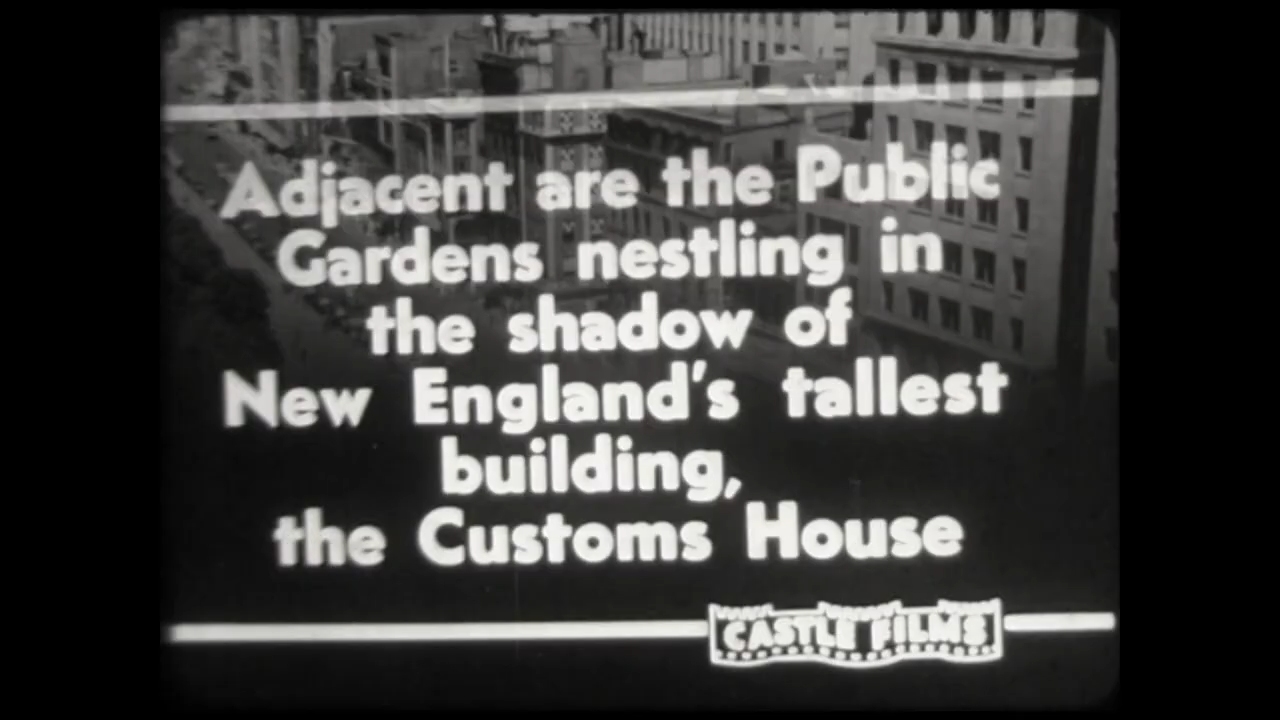 Adjacent are the Public
Gardens nestling in
the shadow of
New England's tallest
building,
the Customs House
CASTLE FILMS